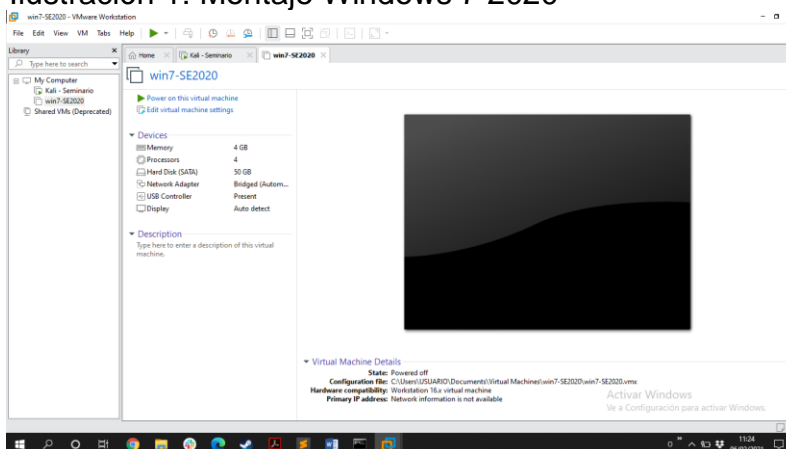 Ilustración 1. Montaje Windows 7 2020
win7-SE2020 - VMware Workstation
File Edit View VM Tabs Help
Library
Type here to search
My Computer
Kali - Seminario
win7-SE2020
Shared VMs (Deprecated)
Home
Kali - Seminario
win7-SE2020
win7-SE2020
Power on this virtual machine
Edit virtual machine settings
Devices
Memory 4 GB
Processors 4
Hard Disk (SATA) 50 GB
Network Adapter Bridged (Autom...
USB Controller Present
Display Auto detect
Description
Type here to enter a description of this virtual
machine.
Virtual Machine Details
State: Powered off
Configuration file: C:\Users\USUARIO\Documents\Virtual Machines\win7-SE2020\win7-SE2020.vmx
Hardware compatibility: Workstation 16.x virtual machine
Primary IP address: Network information is not available
Activar Windows
Ve a Configuración para activar Windows.
11:24